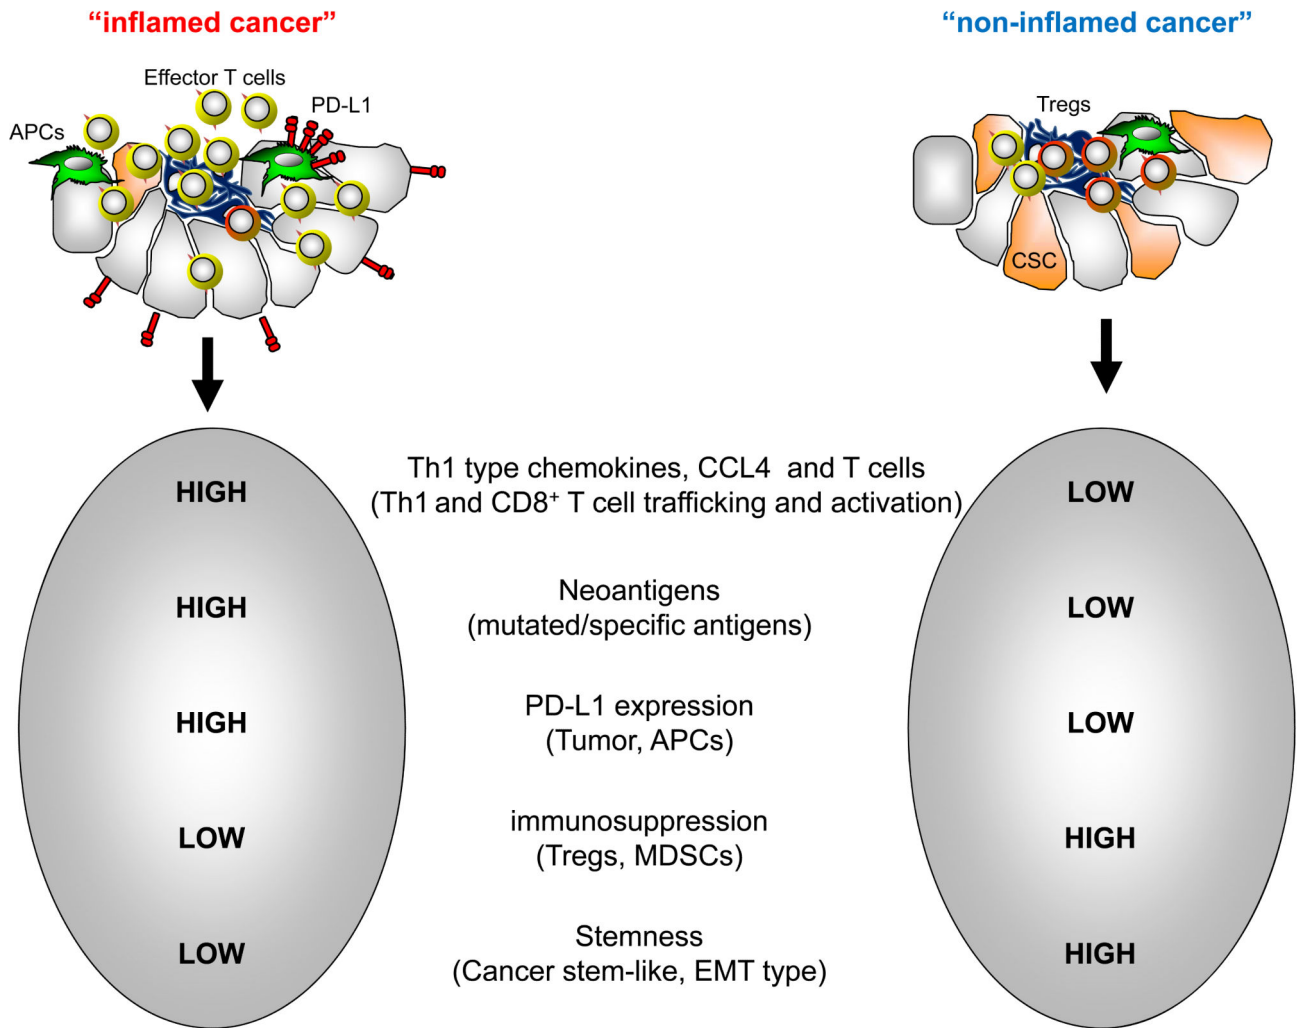 “inflamed cancer”
“non-inflamed cancer”
Effector T cells
PD-L1
APCs
Tregs
CSC
HIGH
Th1 type chemokines, CCL4 and T cells
(Th1 and CD8⁺ T cell trafficking and activation)
LOW
HIGH
Neoantigens
(mutated/specific antigens)
LOW
HIGH
PD-L1 expression
(Tumor, APCs)
LOW
LOW
immunosuppression
(Tregs, MDSCs)
HIGH
LOW
Stemness
(Cancer stem-like, EMT type)
HIGH